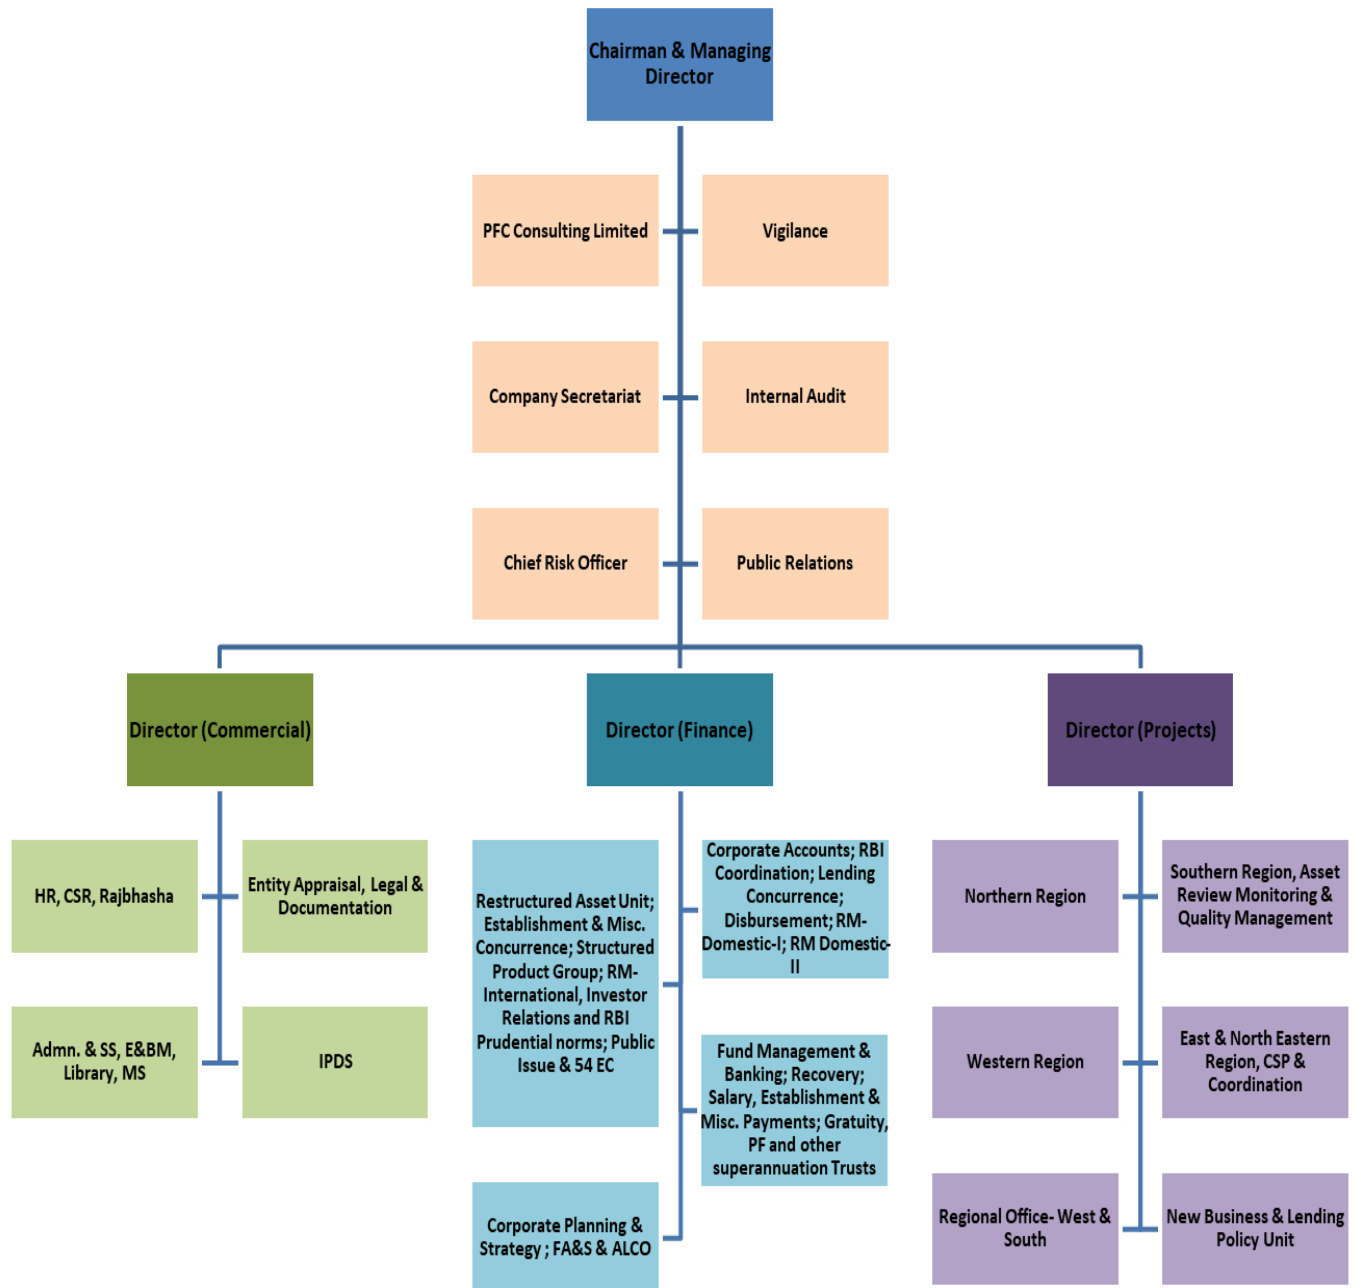 Chairman & Managing
Director
PFC Consulting Limited
Vigilance
Company Secretariat
Internal Audit
Chief Risk Officer
Public Relations
Director (Commercial)
Director (Finance)
Director (Projects)
HR, CSR, Rajbhasha
Entity Appraisal, Legal &
Documentation
Admn. & SS, E&BM,
Library, MS
IPDS
Restructured Asset Unit;
Establishment & Misc.
Concurrence; Structured
Product Group; RM-
International, Investor
Relations and RBI
Prudential norms; Public
Issue & 54 EC
Corporate Accounts; RBI
Coordination; Lending
Concurrence;
Disbursement; RM-
Domestic-I; RM Domestic-
II
Fund Management &
Banking; Recovery;
Salary, Establishment &
Misc. Payments; Gratuity,
PF and other
superannuation Trusts
Corporate Planning &
Strategy ; FA&S & ALCO
Northern Region
Southern Region, Asset
Review Monitoring &
Quality Management
Western Region
East & North Eastern
Region, CSP &
Coordination
Regional Office- West &
South
New Business & Lending
Policy Unit